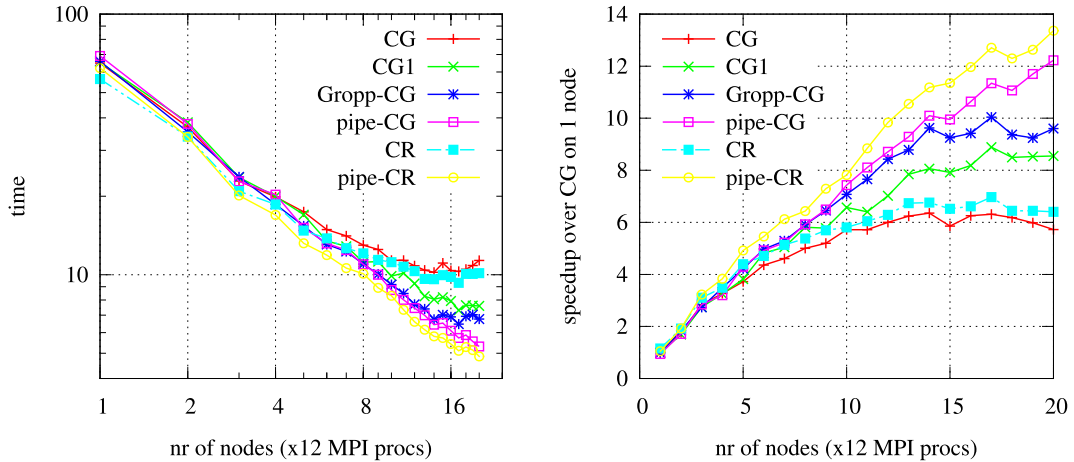 100
10
time
1
2
4
8
16
nr of nodes (x12 MPI procs)
CG
CG1
Gropp-CG
pipe-CG
CR
pipe-CR
14
12
10
8
6
4
2
0
speedup over CG on 1 node
0
5
10
15
20
nr of nodes (x12 MPI procs)
CG
CG1
Gropp-CG
pipe-CG
CR
pipe-CR